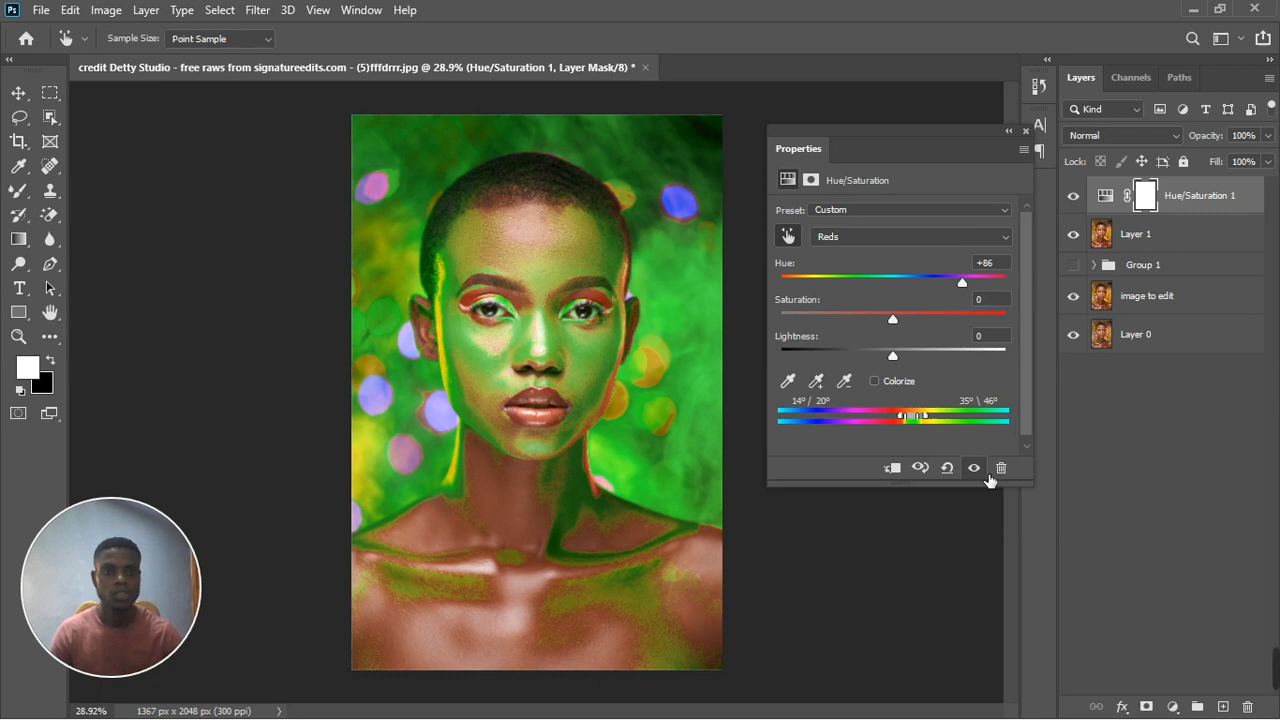 Ps File Edit Image Layer Type Select Filter 3D View Window Help
Sample Size: Point Sample
credit Detty Studio - free raws from signatureedits.com - (5)fffdrrr.jpg @ 28.9% (Hue/Saturation 1, Layer Mask/8) *
Layers Channels Paths
Kind
Normal Opacity: 100%
Lock: Fill: 100%
Hue/Saturation 1
Layer 1
Group 1
image to edit
Layer 0
Properties
Hue/Saturation
Preset: Custom
Reds
Hue: +86
Saturation: 0
Lightness: 0
Colorize
14° / 20° 35° \ 46°
28.92% 1367 px x 2048 px (300 ppi)